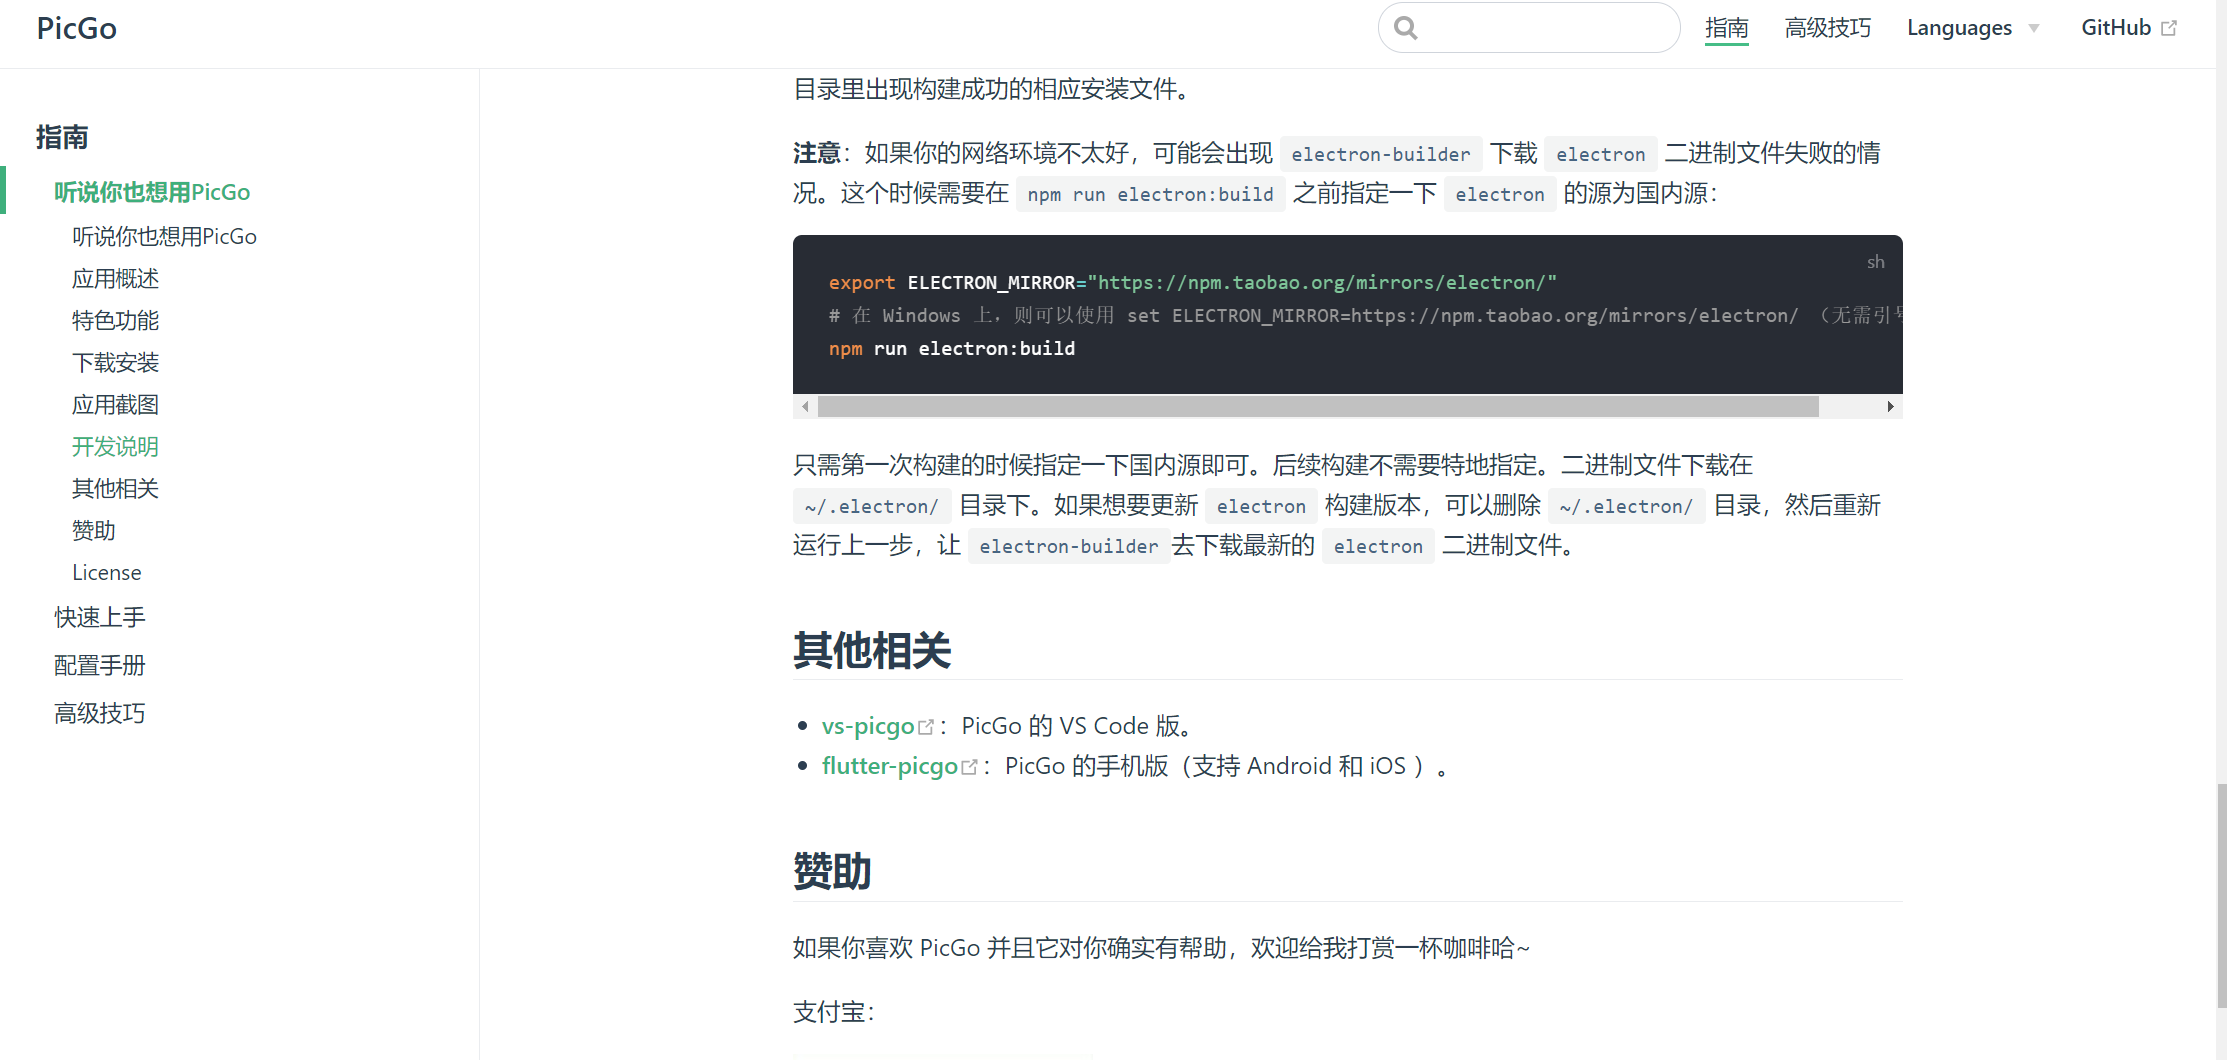 PicGo
指南 高级技巧 Languages GitHub
指南
听说你也想用PicGo
听说你也想用PicGo
应用概述
特色功能
下载安装
应用截图
开发说明
其他相关
赞助
License
快速上手
配置手册
高级技巧
目录里出现构建成功的相应安装文件。
注意：如果你的网络环境不太好，可能会出现 electron-builder 下载 electron 二进制文件失败的情
况。这个时候需要在 npm run electron:build 之前指定一下 electron 的源为国内源：
sh
export ELECTRON_MIRROR="https://npm.taobao.org/mirrors/electron/"
# 在 Windows 上，则可以使用 set ELECTRON_MIRROR=https://npm.taobao.org/mirrors/electron/ （无需引
npm run electron:build
只需第一次构建的时候指定一下国内源即可。后续构建不需要特地指定。二进制文件下载在
~/.electron/ 目录下。如果想要更新 electron 构建版本，可以删除 ~/.electron/ 目录，然后重新
运行上一步，让 electron-builder 去下载最新的 electron 二进制文件。
其他相关
vs-picgo：PicGo 的 VS Code 版。
flutter-picgo：PicGo 的手机版（支持 Android 和 iOS ）。
赞助
如果你喜欢 PicGo 并且它对你确实有帮助，欢迎给我打赏一杯咖啡哈~
支付宝：